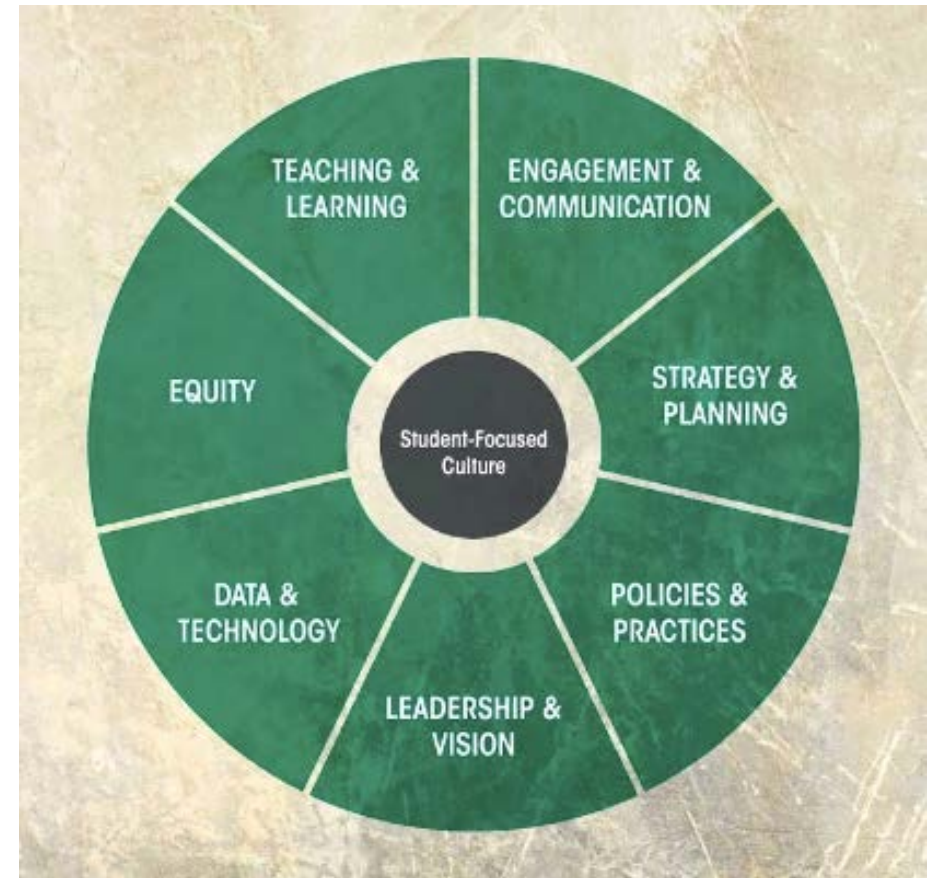 TEACHING &
LEARNING
ENGAGEMENT &
COMMUNICATION
EQUITY
STRATEGY &
PLANNING
Student-Focused
Culture
DATA &
TECHNOLOGY
POLICIES &
PRACTICES
LEADERSHIP &
VISION